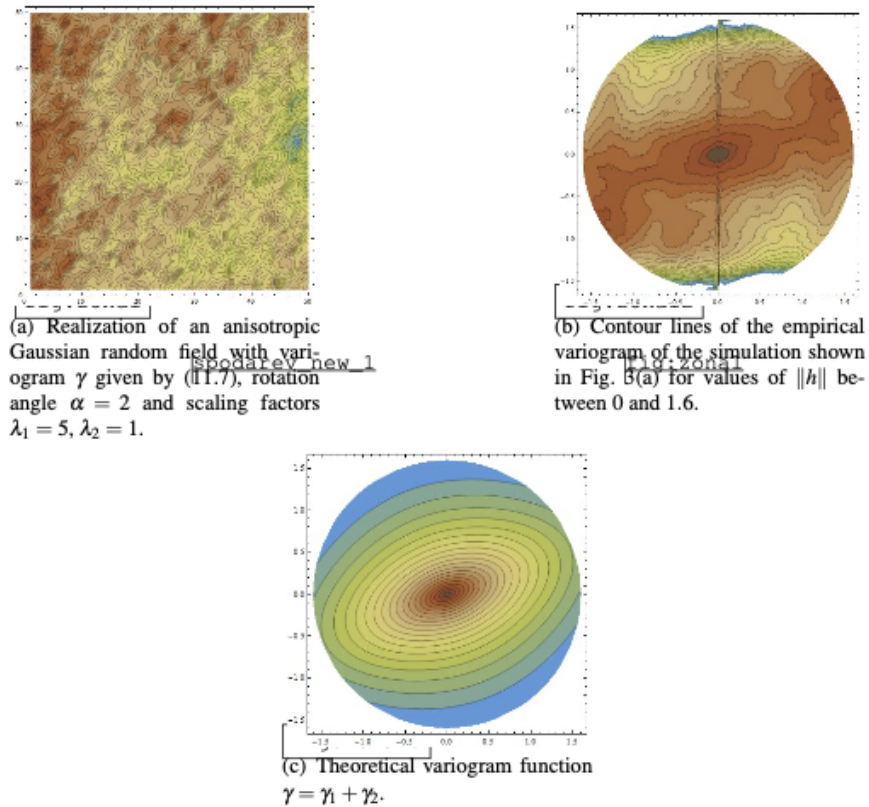 (a) Realization of an anisotropic
Gaussian random field with vari-
spodarev_new_1
ogram γ given by (11.7), rotation
angle α = 2 and scaling factors
λ₁ = 5, λ₂ = 1.
(b) Contour lines of the empirical
variogram of the simulation shown
fig:zonal
in Fig. 3(a) for values of ‖h‖ be-
tween 0 and 1.6.
(c) Theoretical variogram function
γ = γ₁ + γ₂.